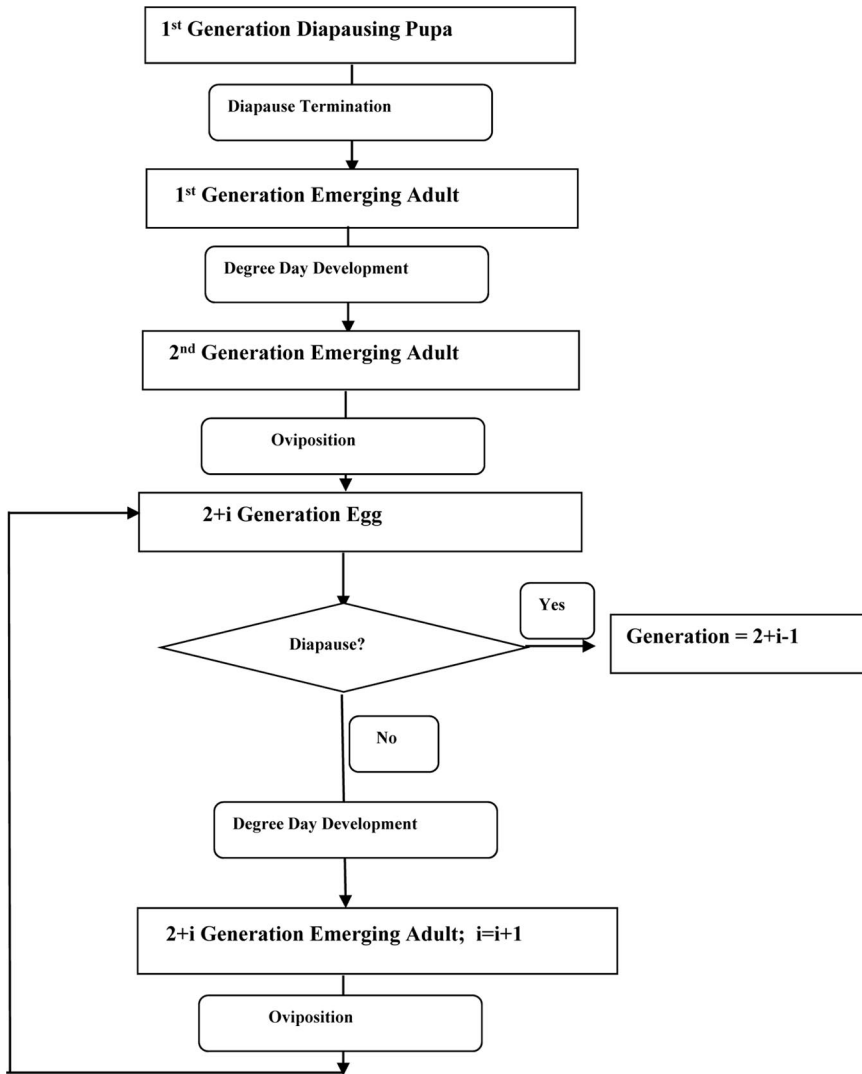 1st Generation Diapausing Pupa
Diapause Termination
1st Generation Emerging Adult
Degree Day Development
2nd Generation Emerging Adult
Oviposition
2+i Generation Egg
Diapause?
Yes
Generation = 2+i-1
No
Degree Day Development
2+i Generation Emerging Adult; i=i+1
Oviposition